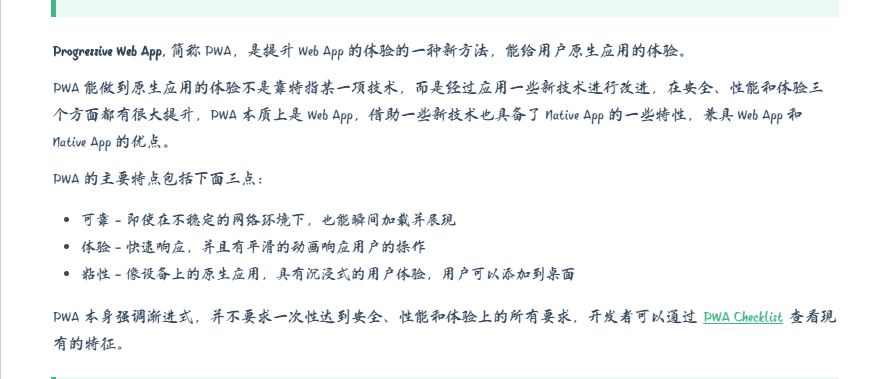 Progressive Web App, 简称 PWA，是提升 Web App 的体验的一种新方法，能给用户原生应用的体验。
PWA 能做到原生应用的体验不是靠特指某一项技术，而是经过应用一些新技术进行改进，在安全、性能和体验三
个方面都有很大提升，PWA 本质上是 Web App，借助一些新技术也具备了 Native App 的一些特性，兼具 Web App 和
Native App 的优点。
PWA 的主要特点包括下面三点：
• 可靠 - 即使在不稳定的网络环境下，也能瞬间加载并展现
• 体验 - 快速响应，并且有平滑的动画响应用户的操作
• 粘性 - 像设备上的原生应用，具有沉浸式的用户体验，用户可以添加到桌面
PWA 本身强调渐进式，并不要求一次性达到安全、性能和体验上的所有要求，开发者可以通过 PWA Checklist 查看现
有的特征。